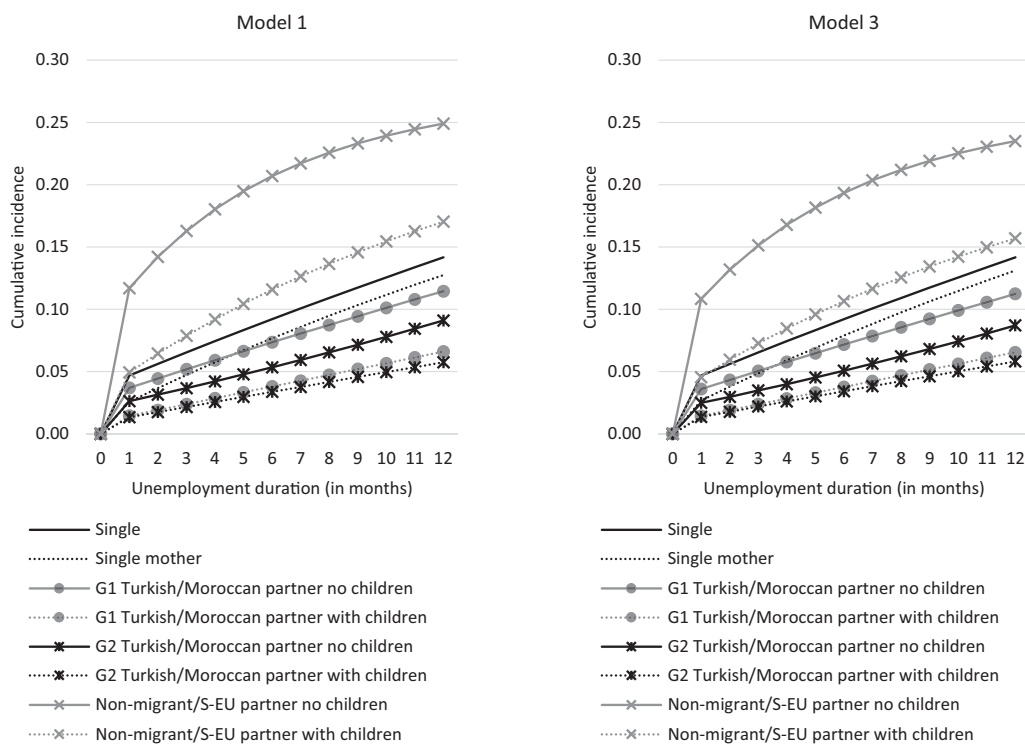 Model 1
0.30
0.25
0.20
0.15
0.10
0.05
0.00
Cumulative incidence
0 1 2 3 4 5 6 7 8 9 10 11 12
Unemployment duration (in months)
Single
Single mother
G1 Turkish/Moroccan partner no children
G1 Turkish/Moroccan partner with children
G2 Turkish/Moroccan partner no children
G2 Turkish/Moroccan partner with children
Non-migrant/S-EU partner no children
Non-migrant/S-EU partner with children
Model 3
0.30
0.25
0.20
0.15
0.10
0.05
0.00
Cumulative incidence
0 1 2 3 4 5 6 7 8 9 10 11 12
Unemployment duration (in months)
Single
Single mother
G1 Turkish/Moroccan partner no children
G1 Turkish/Moroccan partner with children
G2 Turkish/Moroccan partner no children
G2 Turkish/Moroccan partner with children
Non-migrant/S-EU partner no children
Non-migrant/S-EU partner with children